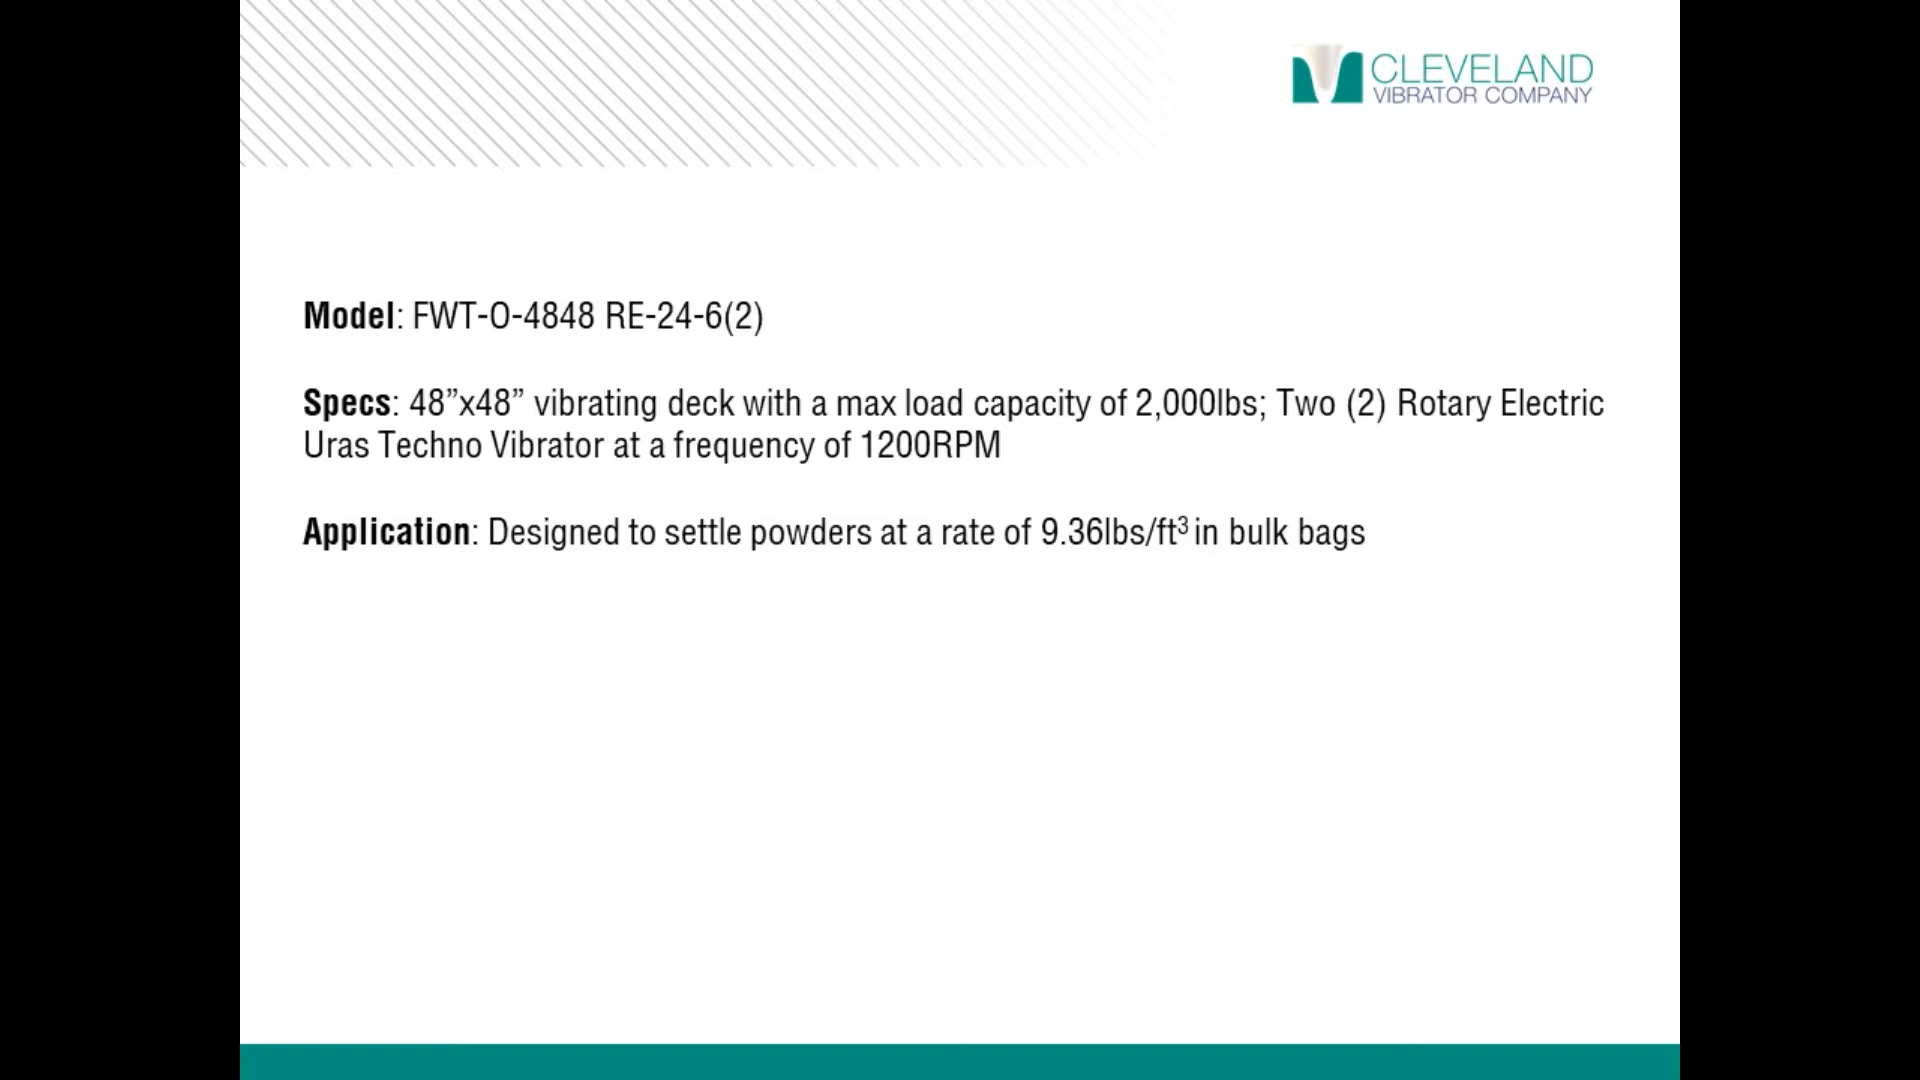 CLEVELAND
VIBRATOR COMPANY
Model: FWT-O-4848 RE-24-6(2)
Specs: 48”x48” vibrating deck with a max load capacity of 2,000lbs; Two (2) Rotary Electric
Uras Techno Vibrator at a frequency of 1200RPM
Application: Designed to settle powders at a rate of 9.36lbs/ft³ in bulk bags